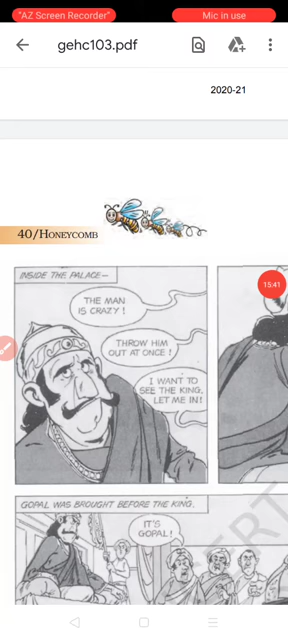 "AZ Screen Recorder"
Mic in use
gehc103.pdf
2020-21
40/HONEYCOMB
15:41
INSIDE THE PALACE—
THE MAN
IS CRAZY!
THROW HIM
OUT AT ONCE!
I WANT TO
SEE THE KING,
LET ME IN!
GOPAL WAS BROUGHT BEFORE THE KING.
IT'S
GOPAL!